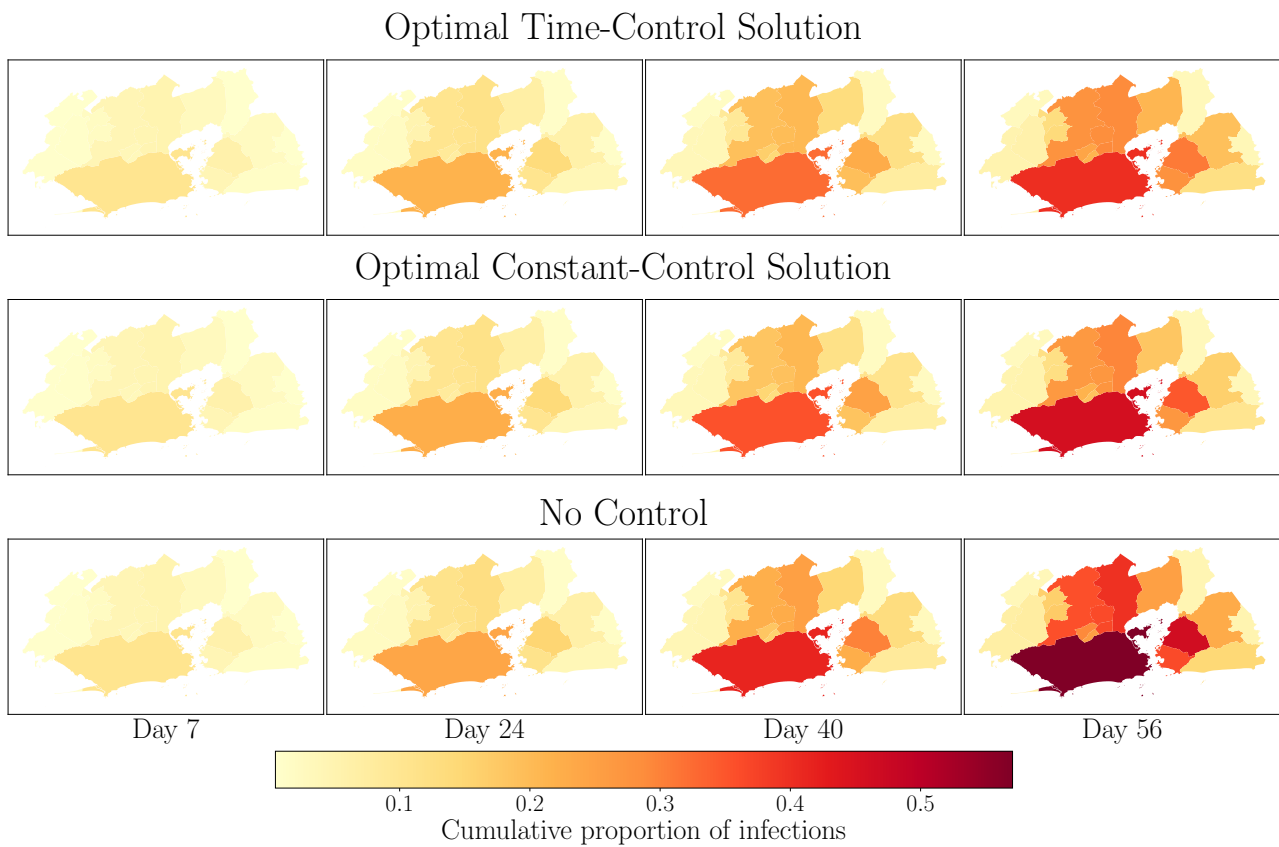 Optimal Time-Control Solution
Optimal Constant-Control Solution
No Control
Day 7 Day 24 Day 40 Day 56
0.1 0.2 0.3 0.4 0.5
Cumulative proportion of infections